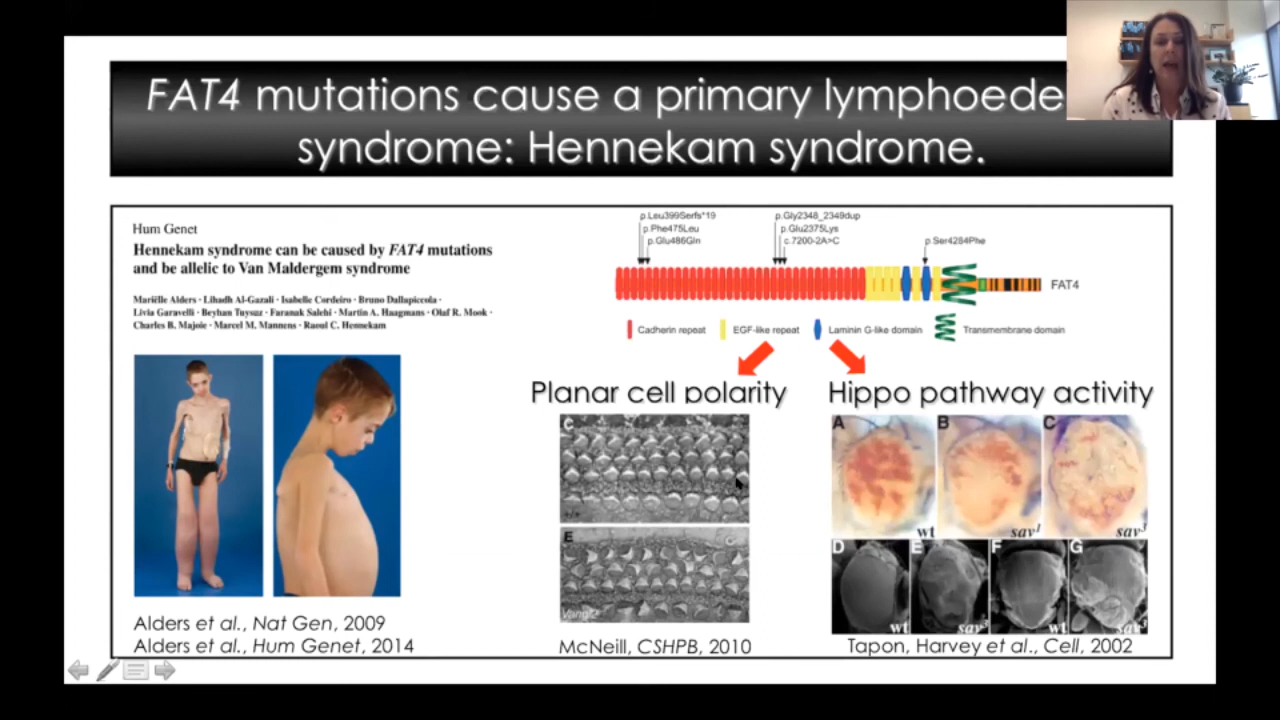 FAT4 mutations cause a primary lymphoede
syndrome: Hennekam syndrome.
Hum Genet
Hennekam syndrome can be caused by FAT4 mutations
and be allelic to Van Maldergem syndrome
Mariëlle Alders · Lihadh Al-Gazali · Isabelle Cordeiro · Bruno Dallapiccola ·
Livia Garavelli · Beyhan Tuysuz · Faranak Salehi · Martin A. Haagmans · Olaf R. Mook ·
Charles B. Majoie · Marcel M. Mannens · Raoul C. Hennekam
Alders et al., Nat Gen, 2009
Alders et al., Hum Genet, 2014
p.Leu399Serfs*19
p.Phe475Leu
p.Glu486Gln
p.Gly2348_2349dup
p.Glu2375Lys
c.7200-2A>C
p.Ser4284Phe
FAT4
Cadherin repeat
EGF-like repeat
Laminin G-like domain
Transmembrane domain
Planar cell polarity
C
+/+
E
McNeill, CSHPB, 2010
Hippo pathway activity
A
wt
B
sav¹
C
sav³
D
wt
E
sav³
F
wt
G
sav³
Tapon, Harvey et al., Cell, 2002